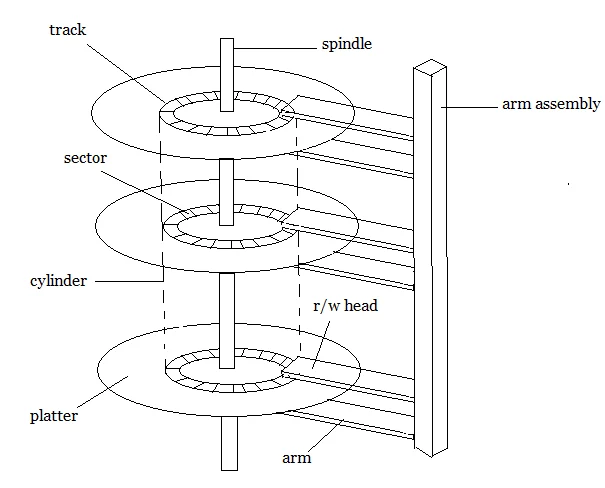 track
spindle
arm assembly
sector
cylinder
r/w head
platter
arm